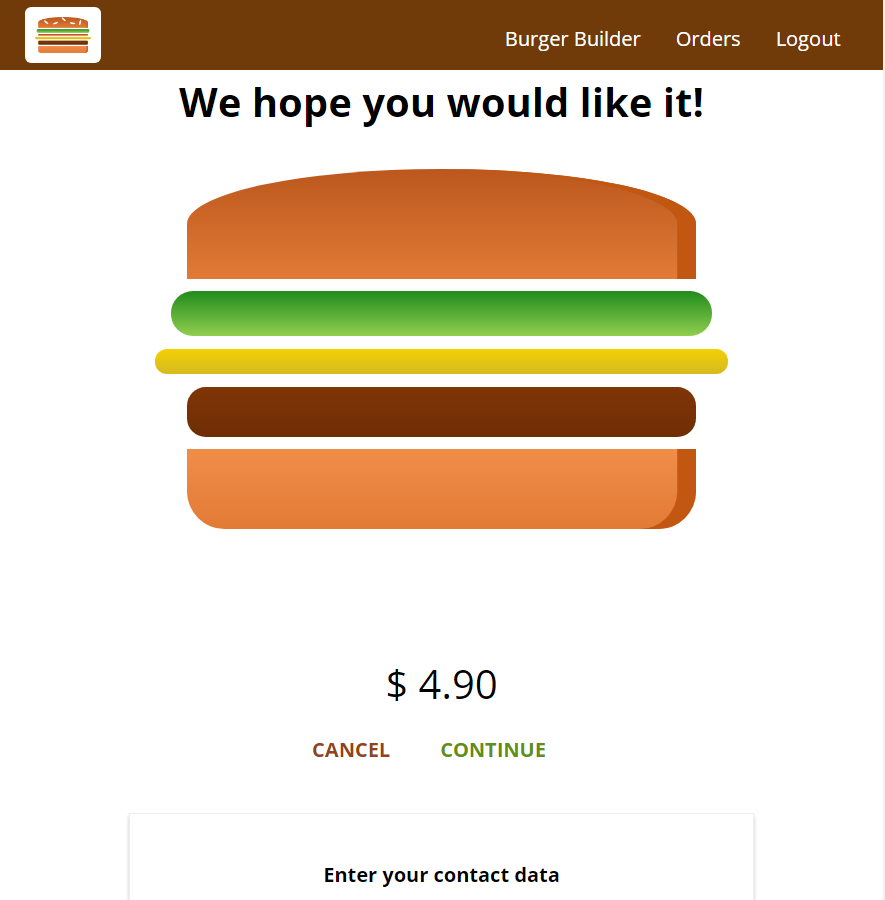 Burger Builder Orders Logout
We hope you would like it!
$ 4.90
CANCEL CONTINUE
Enter your contact data